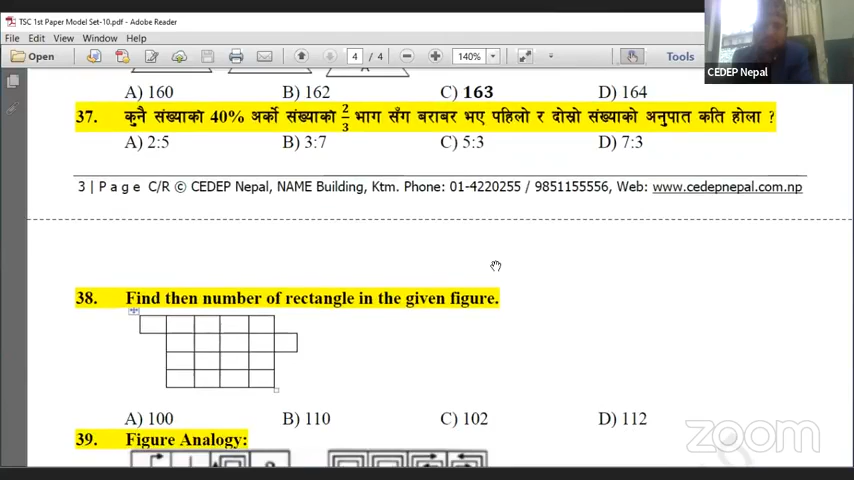 TSC 1st Paper Model Set-10.pdf - Adobe Reader
File Edit View Window Help
Open 4 / 4 140% Tools
CEDEP Nepal
A) 160 B) 162 C) 163 D) 164
37. कुनै संख्याको 40% अर्को संख्याको 2/3 भाग सँग बराबर भए पहिलो र दोस्रो संख्याको अनुपात कति होला ?
A) 2:5 B) 3:7 C) 5:3 D) 7:3
3 | P a g e C/R © CEDEP Nepal, NAME Building, Ktm. Phone: 01-4220255 / 9851155556, Web: www.cedepnepal.com.np
38. Find then number of rectangle in the given figure.
A) 100 B) 110 C) 102 D) 112
zoom
39. Figure Analogy: